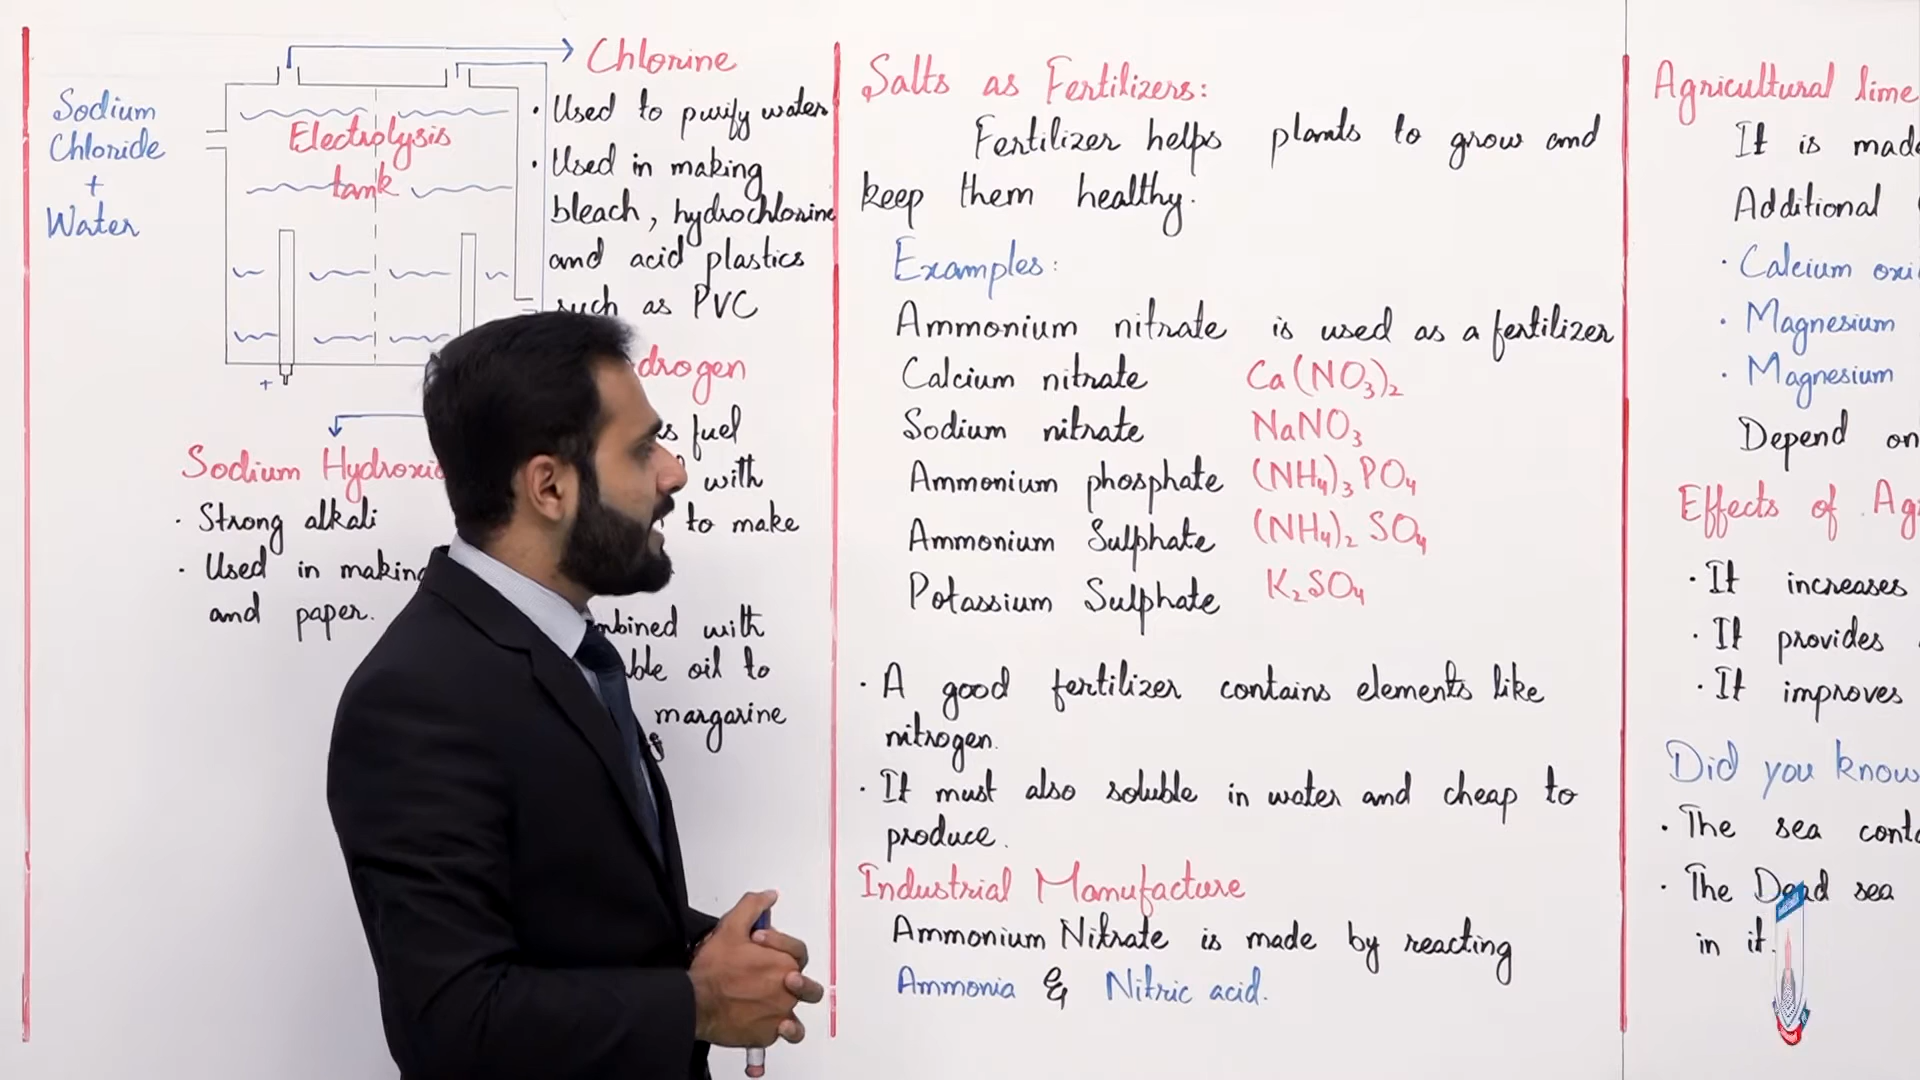 Sodium
Chloride
+
Water
Electrolysis
tank
+
Sodium Hydroxi
· Strong alkali
· Used in making
and paper.
Chlorine
· Used to purify water
· Used in making
bleach, hydrochlorine
and acid plastics
such as PVC
drogen
s fuel
with
to make
mbined with
ble oil to
margarine
Salts as Fertilizers:
Fertilizer helps plants to grow and
keep them healthy.
Examples:
Ammonium nitrate is used as a fertilizer
Calcium nitrate Ca(NO₃)₂
Sodium nitrate NaNO₃
Ammonium phosphate (NH₄)₃PO₄
Ammonium Sulphate (NH₄)₂ SO₄
Potassium Sulphate K₂SO₄
· A good fertilizer contains elements like
nitrogen.
· It must also soluble in water and cheap to
produce.
Industrial Manufacture
Ammonium Nitrate is made by reacting
Ammonia & Nitric acid.
Agricultural lime
It is made
Additional
· Calcium oxi
· Magnesium
· Magnesium
Depend on
Effects of Ag
· It increases
· It provides
· It improves
Did you know
· The sea conta
· The Dead sea
in it.